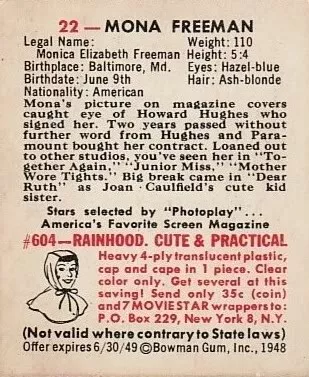 22 — MONA FREEMAN
Legal Name: Weight: 110
Monica Elizabeth Freeman Height: 5:4
Birthplace: Baltimore, Md. Eyes: Hazel-blue
Birthdate: June 9th Hair: Ash-blonde
Nationality: American
Mona's picture on magazine covers
caught eye of Howard Hughes who
signed her. Two years passed without
further word from Hughes and Para-
mount bought her contract. Loaned out
to other studios, you've seen her in "To-
gether Again," "Junior Miss," "Mother
Wore Tights." Big break came in "Dear
Ruth" as Joan Caulfield's cute kid
sister.
Stars selected by "Photoplay"...
America's Favorite Screen Magazine
#604—RAINHOOD. CUTE & PRACTICAL
Heavy 4-ply translucent plastic,
cap and cape in 1 piece. Clear
color only. Get several at this
saving! Send only 35c (coin)
and 7 MOVIESTAR wrappers to:
P.O. BOX 229, New York 8, N.Y.
(Not valid where contrary to State laws)
Offer expires 6/30/49 ©Bowman Gum, Inc., 1948